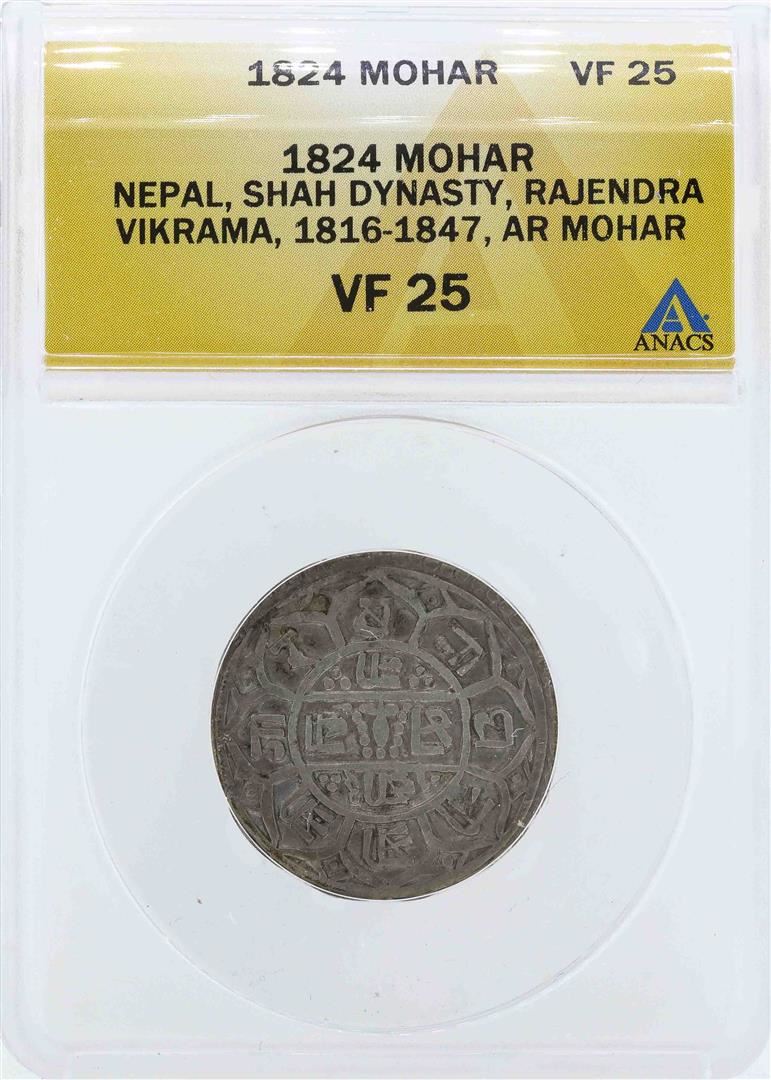 1824 MOHAR VF 25
1824 MOHAR
NEPAL, SHAH DYNASTY, RAJENDRA
VIKRAMA, 1816-1847, AR MOHAR
VF 25
ANACS